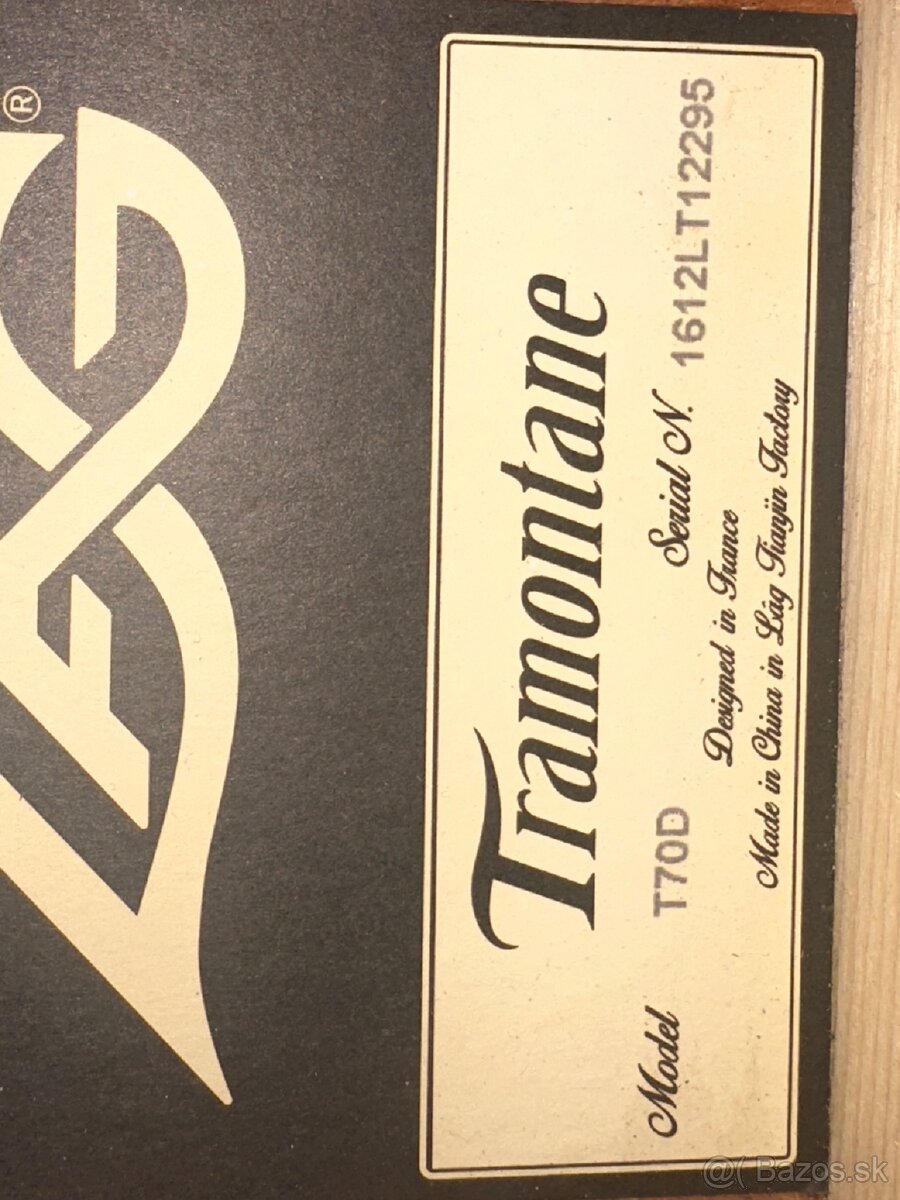 ®
Tramontane
Model T70D Serial N. 1612LT12295
Designed in France
Made in China in Lâg Tianjin Factory
@( Bazos.sk